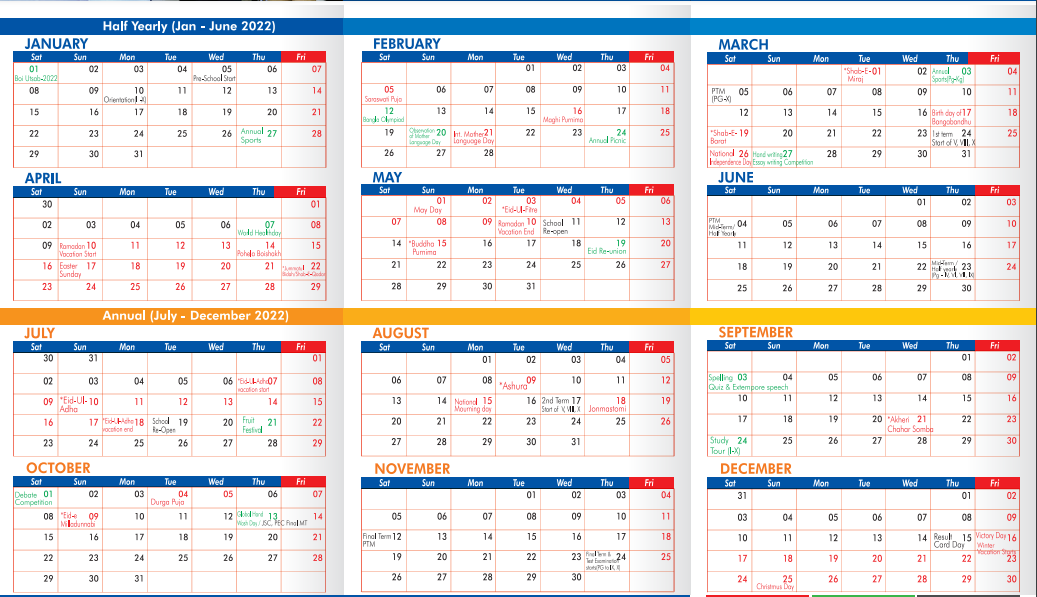 Half Yearly (Jan - June 2022)
JANUARY
Sat Sun Mon Tue Wed Thu Fri
01 02 03 04 05 06 07
Boi Utsab-2022 Pre-School Start
08 09 10 11 12 13 14
Orientation(I-X)
15 16 17 18 19 20 21
22 23 24 25 26 Annual 27 28
Sports
29 30 31
FEBRUARY
Sat Sun Mon Tue Wed Thu Fri
01 02 03 04
05 06 07 08 09 10 11
Saraswati Puja
12 13 14 15 16 17 18
Bangla Olympiad Maghi Purnima
19 Observation 20 Int. Mother 21 22 23 24 25
of Mother Language Day Annual Picnic
Language Day
26 27 28
MARCH
Sat Sun Mon Tue Wed Thu Fri
*Shab-E-01 02 Annual 03 04
Miraj Sports(Pg-Kg)
PTM 05 06 07 08 09 10 11
(PG-X)
12 13 14 15 16 Birth day of 17 18
Bangabandhu
*Shab-E- 19 20 21 22 23 1st term 24 25
Barat Start of V, VIII, X
National 26 Hand writing 27 28 29 30 31
Independence Day Essay writing Competition
APRIL
Sat Sun Mon Tue Wed Thu Fri
30 01
02 03 04 05 06 07 08
World Healthday
09 Ramadan 10 11 12 13 14 15
Vacation Start Pohela Boishakh
16 Easter 17 18 19 20 21 22
Sunday
23 24 25 26 27 28 29
MAY
Sat Sun Mon Tue Wed Thu Fri
01 02 03 04 05 06
May Day *Eid-Ul-Fitre
07 08 09 Ramadan 10 School 11 12 13
Vacation End Re-open
14 *Buddha 15 16 17 18 19 20
Purnima Eid Re-union
21 22 23 24 25 26 27
28 29 30 31
JUNE
Sat Sun Mon Tue Wed Thu Fri
01 02 03
PTM 04 05 06 07 08 09 10
Mid-Term/
Half Yearly
11 12 13 14 15 16 17
18 19 20 21 22 Mid-Term/ 23 24
Half yearly
(Pg - IV, VI, VII, IX)
25 26 27 28 29 30
Annual (July - December 2022)
JULY
Sat Sun Mon Tue Wed Thu Fri
30 31 01
02 03 04 05 06 *Eid-Ul-Adha 07 08
vacation start
09 *Eid-Ul- 10 11 12 13 14 15
Adha
16 17 *Eid-Ul-Adha 18 School 19 20 Fruit 21 22
vacation end Re-Open Festival
23 24 25 26 27 28 29
AUGUST
Sat Sun Mon Tue Wed Thu Fri
01 02 03 04 05
06 07 08 09 10 11 12
*Ashura
13 14 National 15 16 2nd Term 17 18 19
Mourning day Start of V, VIII, X Jonmastomi
20 21 22 23 24 25 26
27 28 29 30 31
SEPTEMBER
Sat Sun Mon Tue Wed Thu Fri
01 02
Spelling 03 04 05 06 07 08 09
Quiz & Extempore speech
10 11 12 13 14 15 16
17 18 19 20 *Akheri 21 22 23
Chahar Somba
Study 24 25 26 27 28 29 30
Tour (I-X)
OCTOBER
Sat Sun Mon Tue Wed Thu Fri
Debate 01 02 03 04 05 06 07
Competition Durga Puja
08 *Eid-e 09 10 11 12 Global Hand 13 14
Miladunnabi Wash Day / JSC, PEC Final MT
15 16 17 18 19 20 21
22 23 24 25 26 27 28
29 30 31
NOVEMBER
Sat Sun Mon Tue Wed Thu Fri
01 02 03 04
05 06 07 08 09 10 11
Final Term 12 13 14 15 16 17 18
PTM
19 20 21 22 23 Final Term & 24 25
Test Examination
starts(PG to IX, X)
26 27 28 29 30
DECEMBER
Sat Sun Mon Tue Wed Thu Fri
31 01 02
03 04 05 06 07 08 09
10 11 12 13 14 Result 15 Victory Day 16
Card Day Winter
Vacation Starts
17 18 19 20 21 22 23
24 25 26 27 28 29 30
Christmas Day